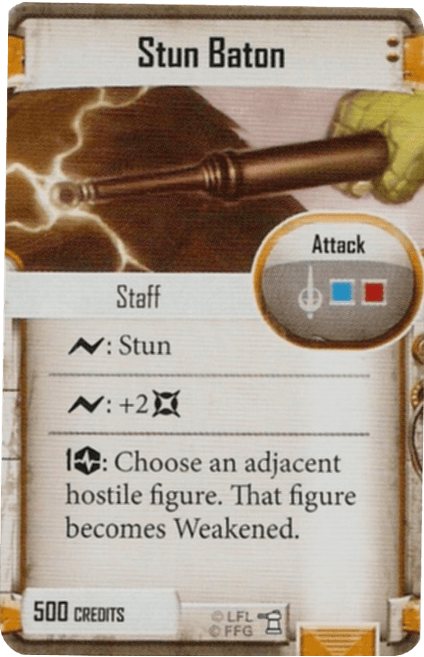 Stun Baton
Attack
Staff
: Stun
: +2
1: Choose an adjacent
hostile figure. That figure
becomes Weakened.
500 CREDITS
© LFL
© FFG